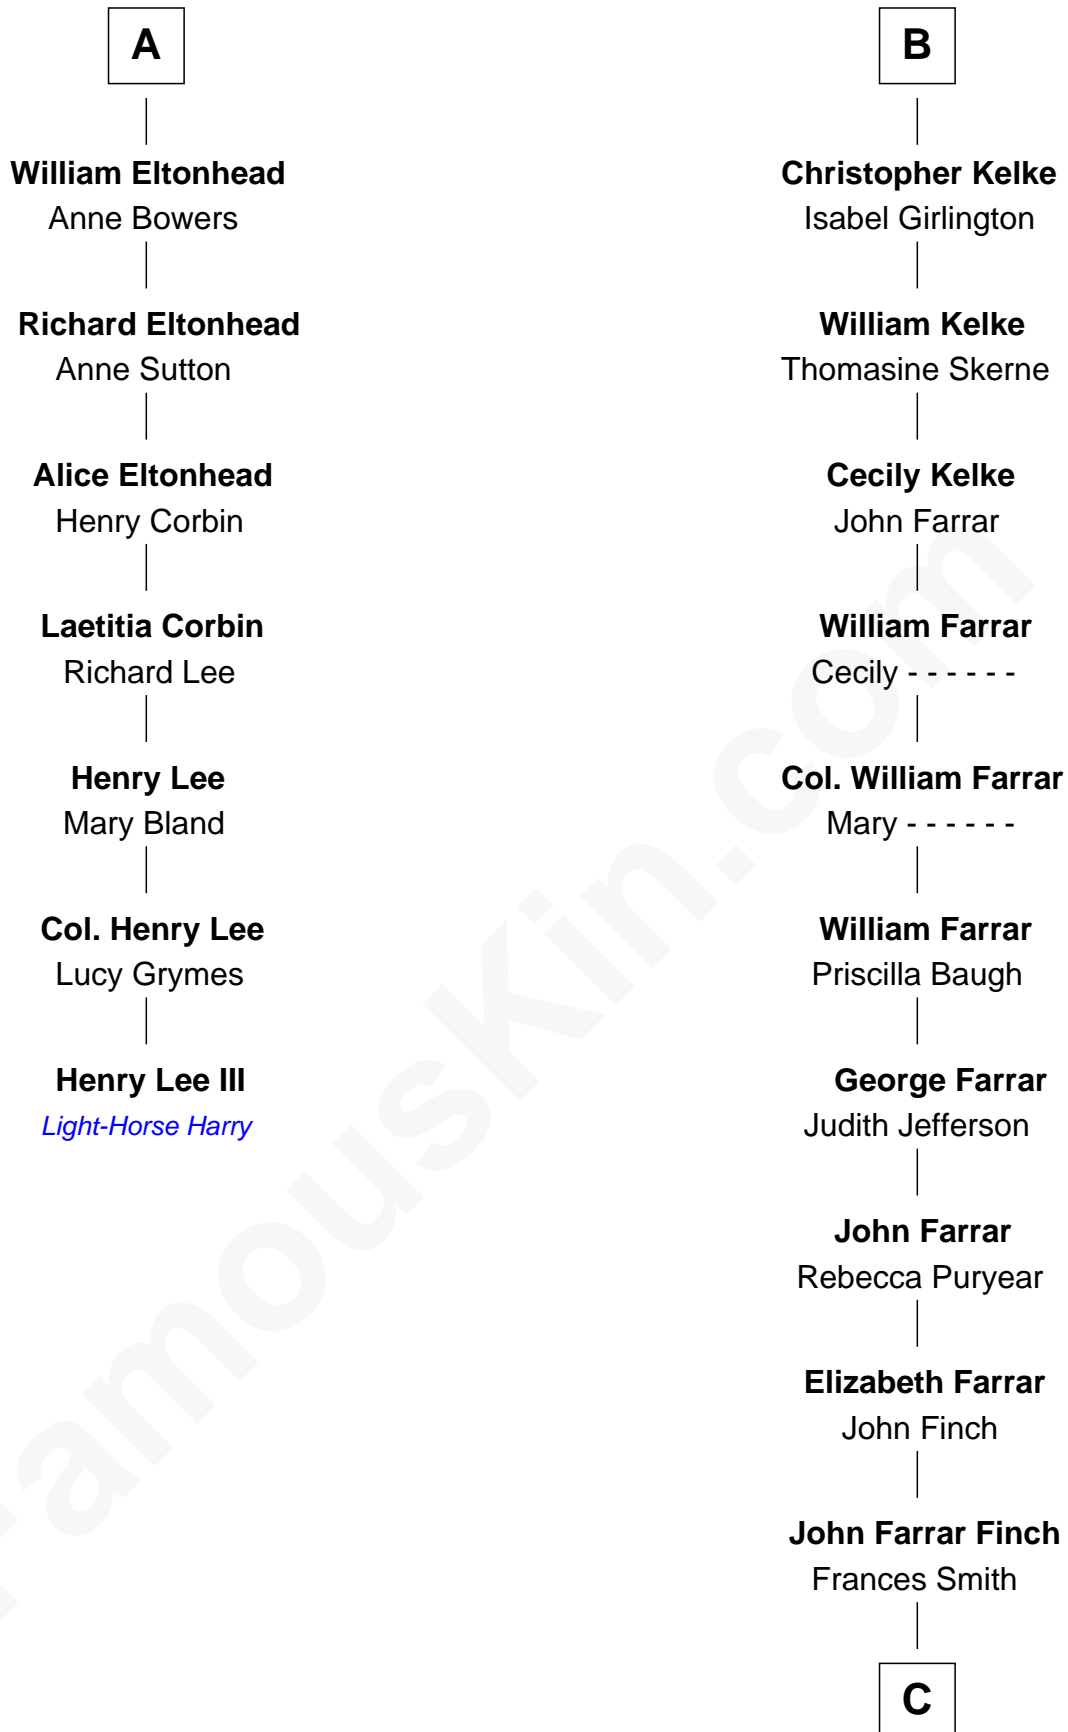 A
William Eltonhead
Anne Bowers
Richard Eltonhead
Anne Sutton
Alice Eltonhead
Henry Corbin
Laetitia Corbin
Richard Lee
Henry Lee
Mary Bland
Col. Henry Lee
Lucy Grymes
Henry Lee III
Light-Horse Harry
B
Christopher Kelke
Isabel Girlington
William Kelke
Thomasine Skerne
Cecily Kelke
John Farrar
William Farrar
Cecily - - - - - -
Col. William Farrar
Mary - - - - - -
William Farrar
Priscilla Baugh
George Farrar
Judith Jefferson
John Farrar
Rebecca Puryear
Elizabeth Farrar
John Finch
John Farrar Finch
Frances Smith
C
FamousKin.com